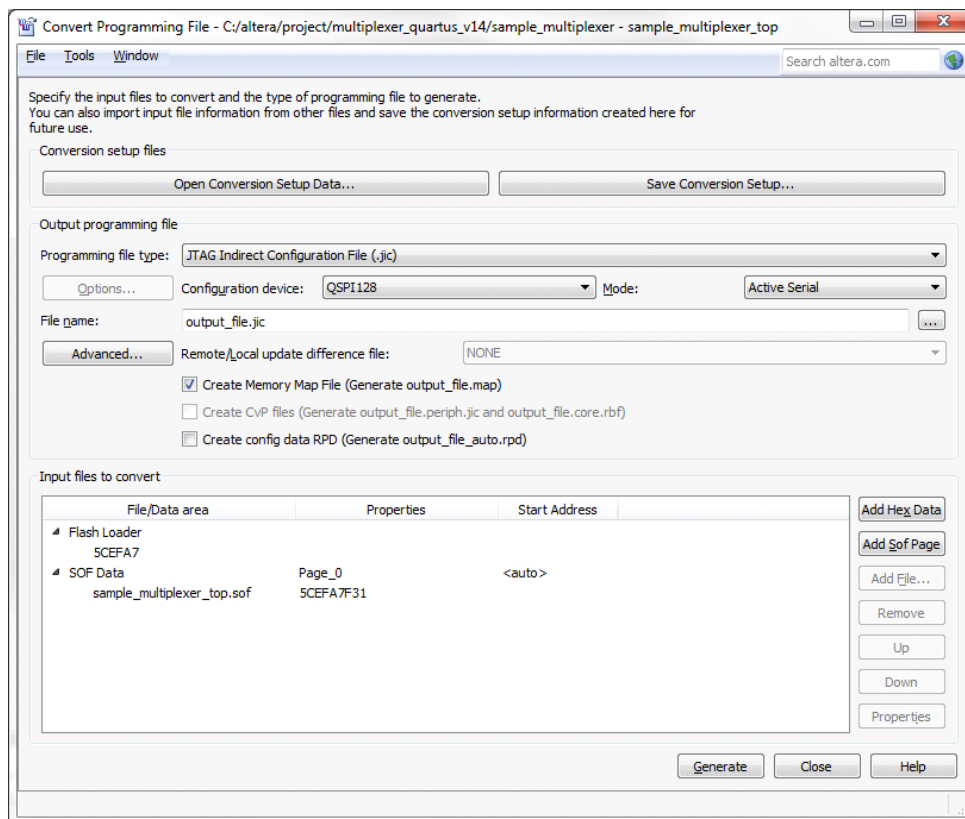 Convert Programming File - C:/altera/project/multiplexer_quartus_v14/sample_multiplexer - sample_multiplexer_top
File Tools Window
Search altera.com
Specify the input files to convert and the type of programming file to generate.
You can also import input file information from other files and save the conversion setup information created here for
future use.
Conversion setup files
Open Conversion Setup Data... Save Conversion Setup...
Output programming file
Programming file type: JTAG Indirect Configuration File (.jic)
Options... Configuration device: QSPI128 Mode: Active Serial
File name: output_file.jic ...
Advanced... Remote/Local update difference file: NONE
Create Memory Map File (Generate output_file.map)
Create CvP files (Generate output_file.periph.jic and output_file.core.rbf)
Create config data RPD (Generate output_file_auto.rpd)
Input files to convert
File/Data area Properties Start Address
Flash Loader
5CEFA7
SOF Data Page_0 <auto>
sample_multiplexer_top.sof 5CEFA7F31
Add Hex Data
Add Sof Page
Add File...
Remove
Up
Down
Properties
Generate Close Help